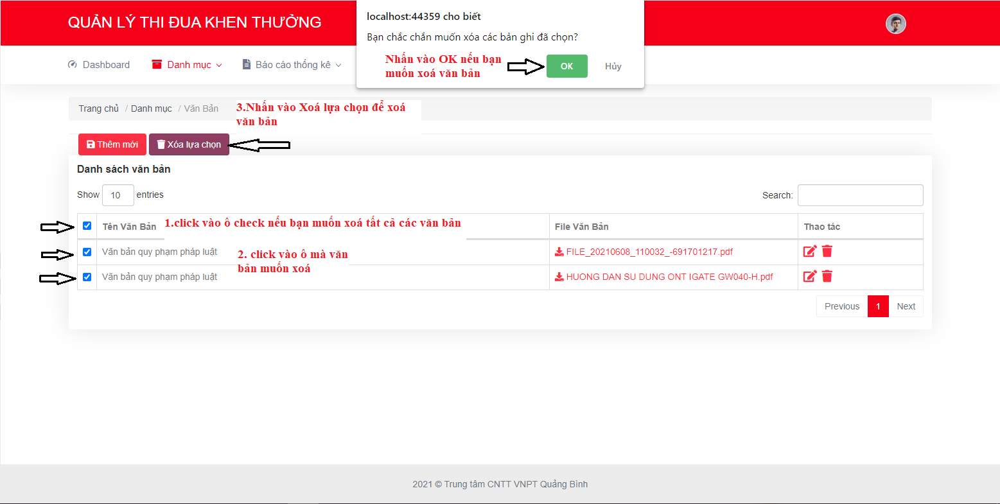 QUẢN LÝ THI ĐUA KHEN THƯỞNG
localhost:44359 cho biết
Bạn chắc chắn muốn xóa các bản ghi đã chọn?
Nhấn vào OK nếu bạn
muốn xoá văn bản
OK
Hủy
Dashboard
Danh mục
Báo cáo thống kê
Trang chủ / Danh mục / Văn Bản
3.Nhấn vào Xoá lựa chọn để xoá
văn bản
Thêm mới
Xóa lựa chọn
Danh sách văn bản
Show 10 entries
Search:
Tên Văn Bản
1.click vào ô check nếu bạn muốn xoá tất cả các văn bản
File Văn Bản
Thao tác
Văn bản quy phạm pháp luật
2. click vào ô mà văn
bản muốn xoá
FILE_20210608_110032_-691701217.pdf
Văn bản quy phạm pháp luật
HUONG DAN SU DUNG ONT IGATE GW040-H.pdf
Previous
1
Next
2021 © Trung tâm CNTT VNPT Quảng Bình